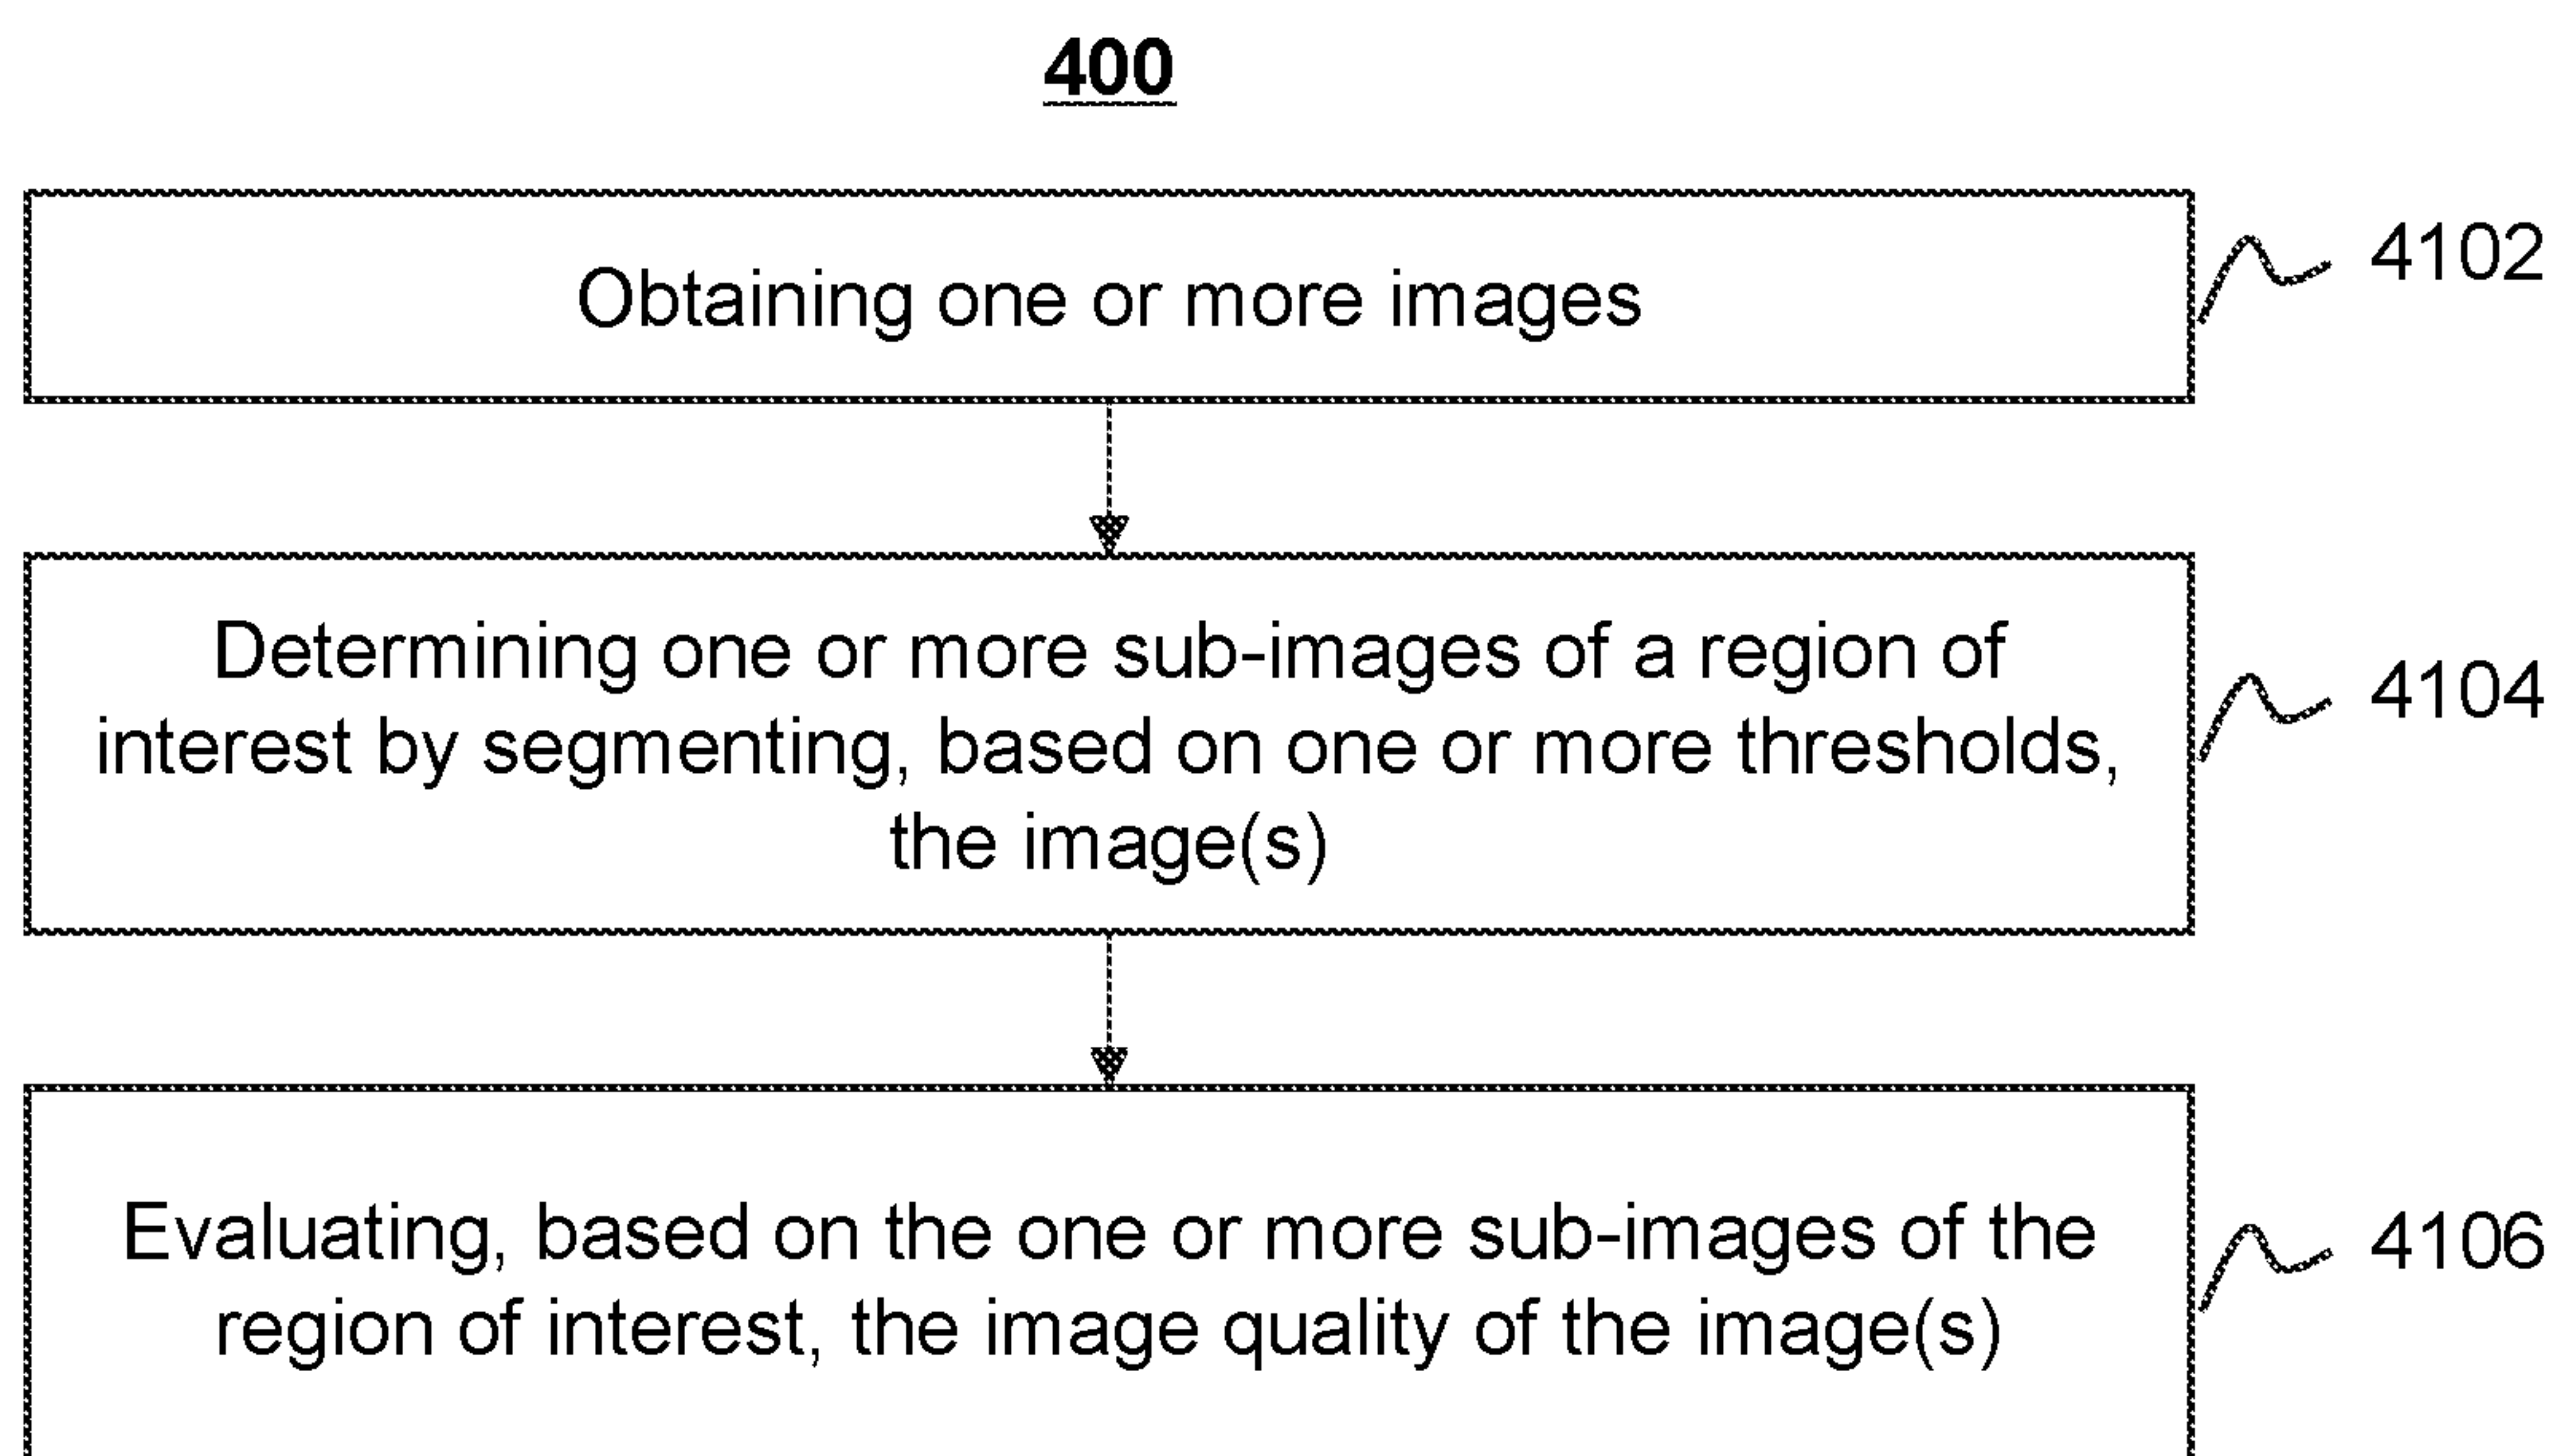 400
Obtaining one or more images
4102
Determining one or more sub-images of a region of
interest by segmenting, based on one or more thresholds,
the image(s)
4104
Evaluating, based on the one or more sub-images of the
region of interest, the image quality of the image(s)
4106